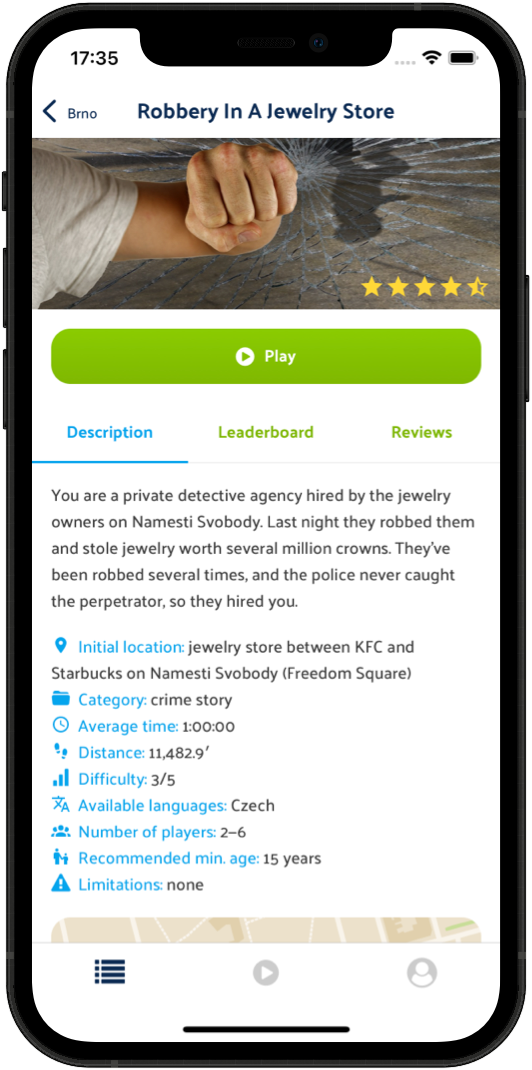 17:35
Brno
Robbery In A Jewelry Store
Play
Description Leaderboard Reviews
You are a private detective agency hired by the jewelry
owners on Namesti Svobody. Last night they robbed them
and stole jewelry worth several million crowns. They've
been robbed several times, and the police never caught
the perpetrator, so they hired you.
Initial location: jewelry store between KFC and
Starbucks on Namesti Svobody (Freedom Square)
Category: crime story
Average time: 1:00:00
Distance: 11,482.9′
Difficulty: 3/5
Available languages: Czech
Number of players: 2–6
Recommended min. age: 15 years
Limitations: none